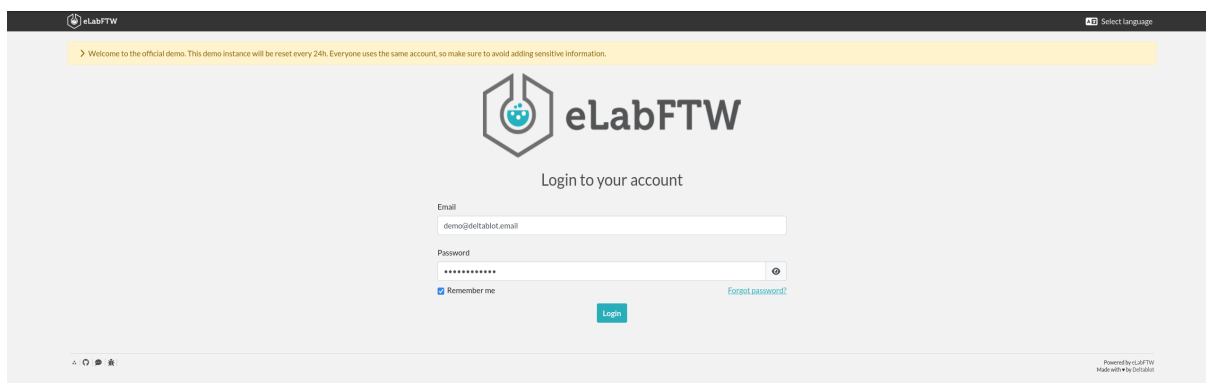 eLabFTW
Select language
Welcome to the official demo. This demo instance will be reset every 24h. Everyone uses the same account, so make sure to avoid adding sensitive information.
eLabFTW
Login to your account
Email
demo@deltablot.email
Password
Remember me
Forgot password?
Login
Powered by eLabFTW
Made with ♥ by Deltablot